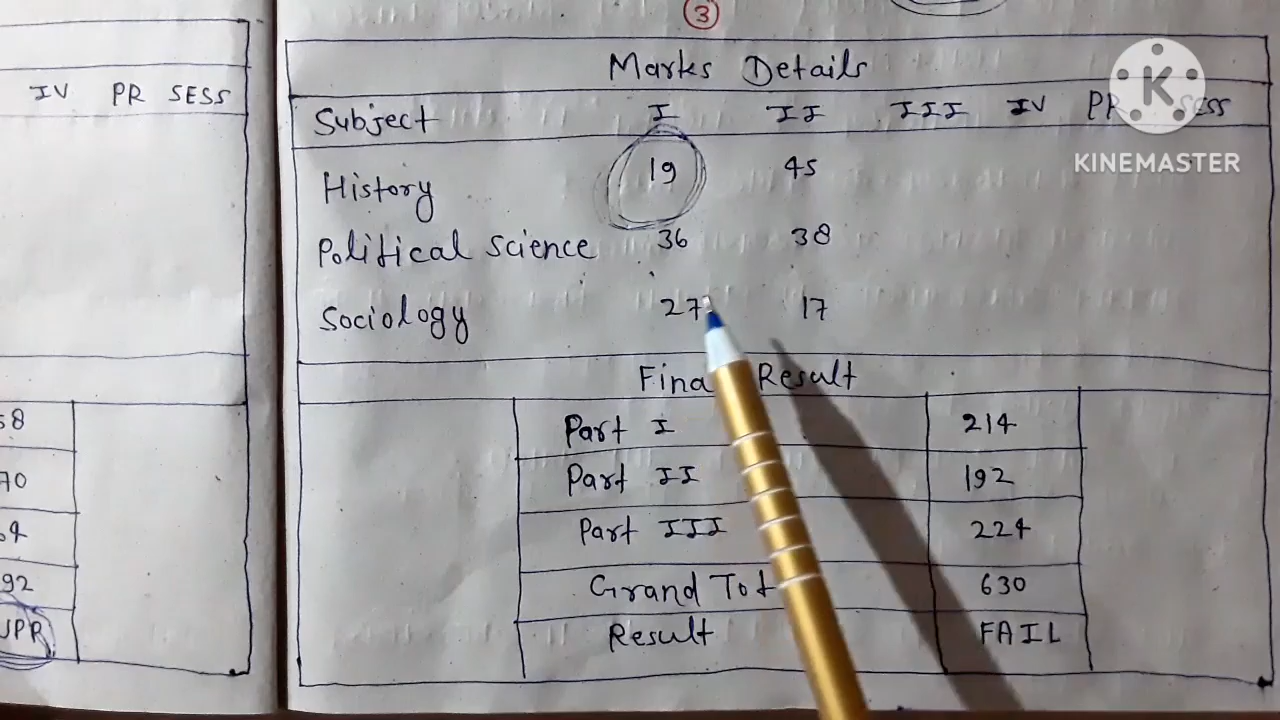 3
Marks Details
IV PR SESS
Subject I II III IV PR SESS
History 19 45
Political Science 36 38
Sociology 27 17
Final Result
Part I 214
Part II 192
70
Part III 224
Grand Tot 630
92
Result FAIL
KINEMASTER